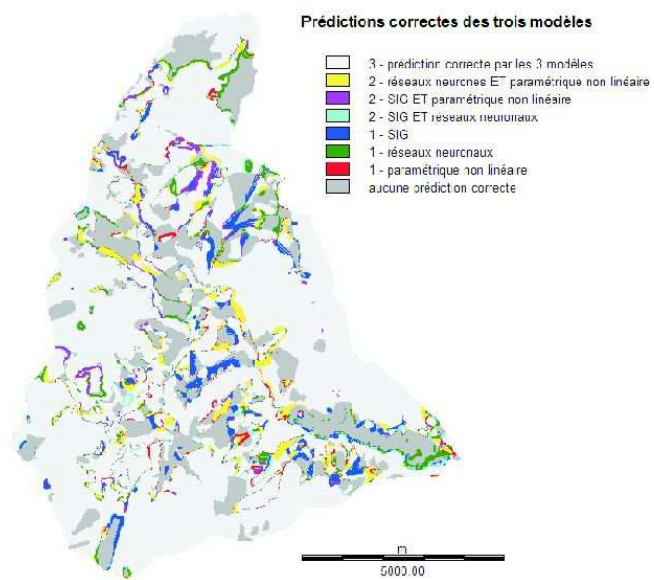 Prédictions correctes des trois modèles
3 - prédiction correcte par les 3 modèles
2 - réseaux neurones ET paramétrique non linéaire
2 - SIG ET paramétrique non linéaire
2 - SIG ET réseaux neuronaux
1 - SIG
1 - réseaux neuronaux
1 - paramétrique non linéaire
aucune prédiction correcte
m
5000.00